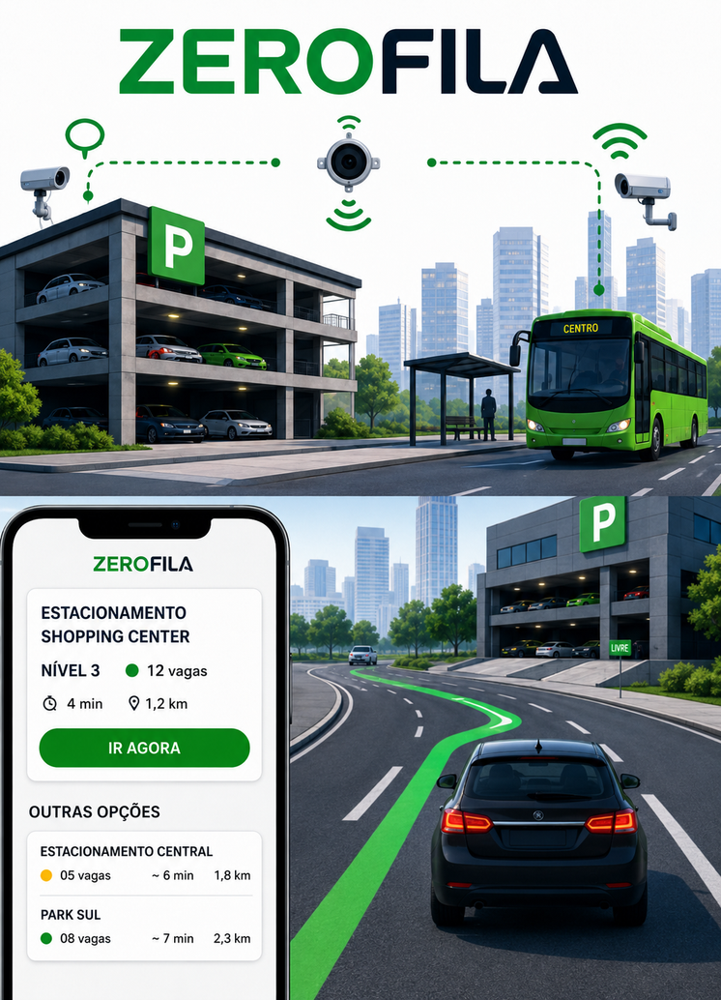 ZEROFILA
P
CENTRO
ZEROFILA
ESTACIONAMENTO
SHOPPING CENTER
NÍVEL 3 12 vagas
4 min 1,2 km
IR AGORA
OUTRAS OPÇÕES
ESTACIONAMENTO CENTRAL
05 vagas ~ 6 min 1,8 km
PARK SUL
08 vagas ~ 7 min 2,3 km
P
LIVRE